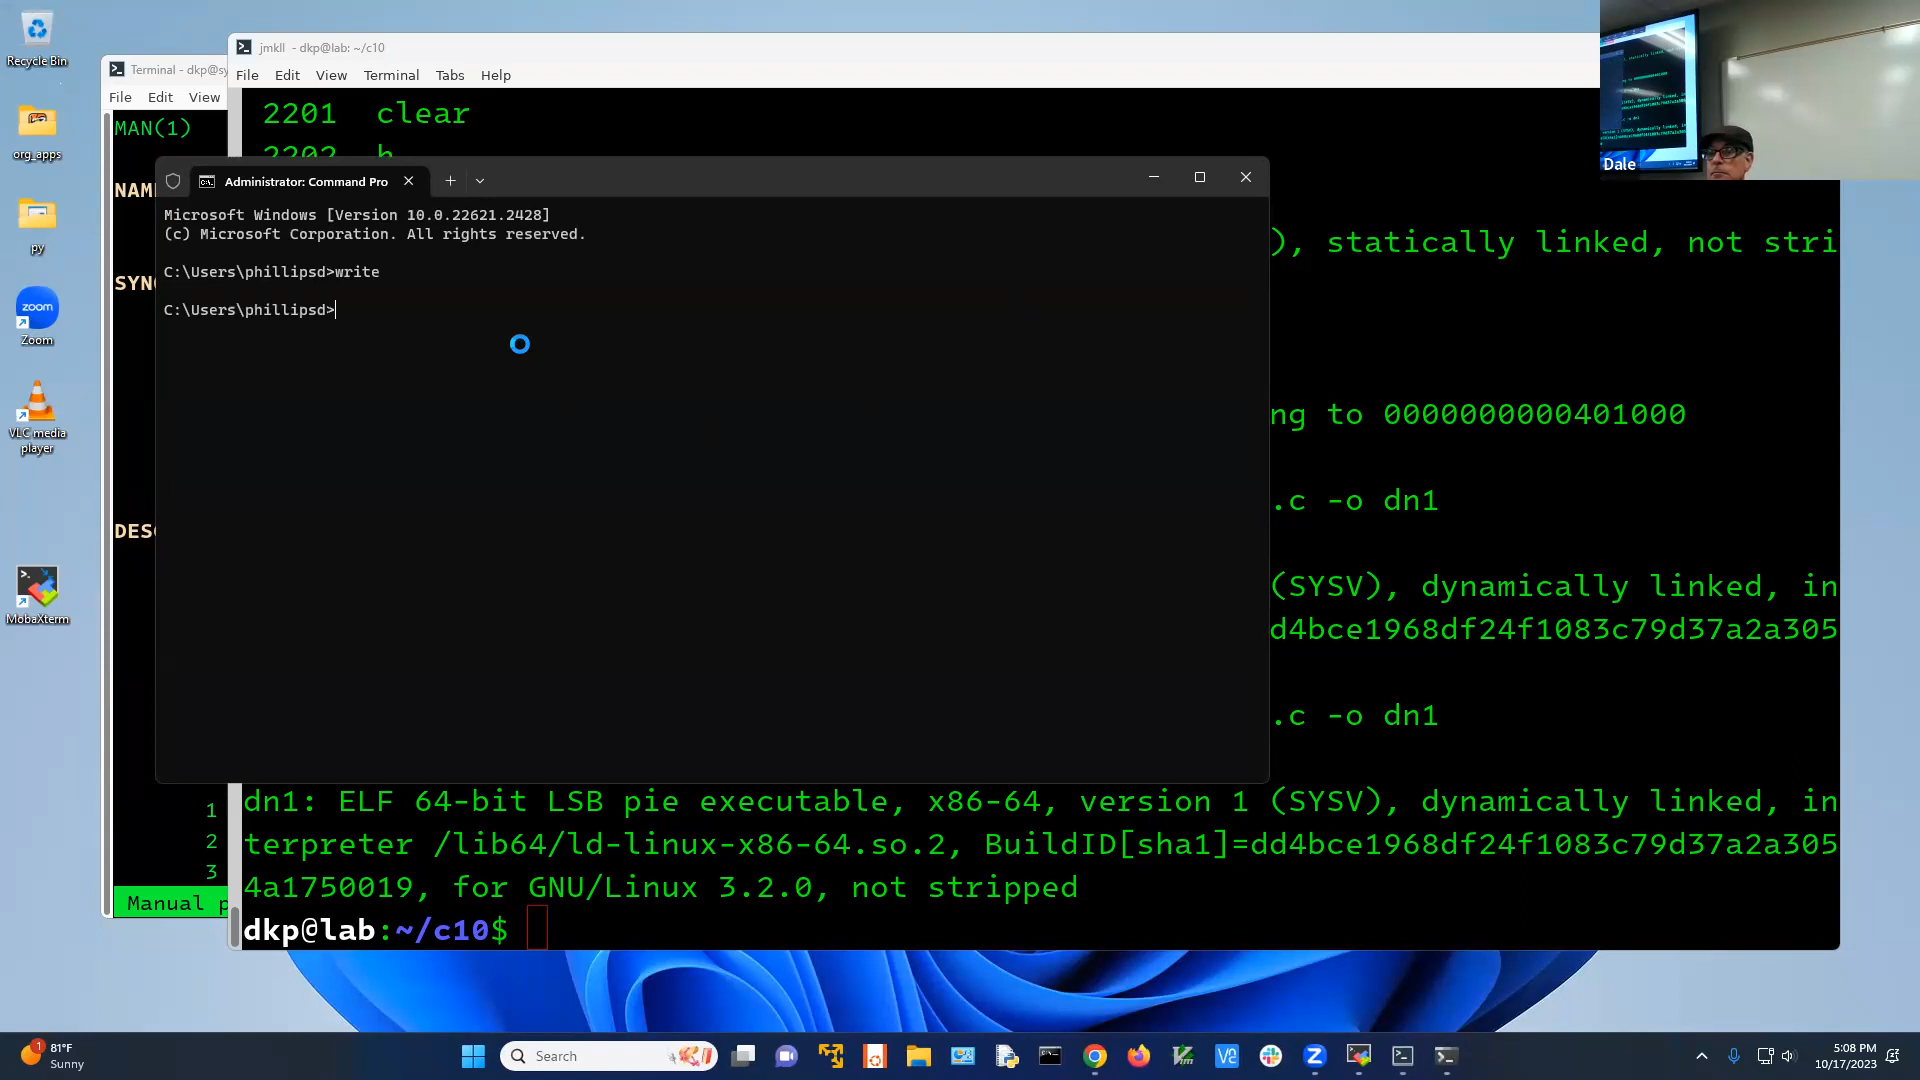 Recycle Bin
org_apps
py
zoom
Zoom
VLC media
player
MobaXterm
Terminal - dkp@sy
File Edit View
MAN(1)
NAM
SYNO
DESC
1
2
3
Manual p
jmkll - dkp@lab: ~/c10
File Edit View Terminal Tabs Help
2201 clear
2202 h
), statically linked, not stri
ng to 0000000000401000
.c -o dn1
(SYSV), dynamically linked, in
d4bce1968df24f1083c79d37a2a305
.c -o dn1
dn1: ELF 64-bit LSB pie executable, x86-64, version 1 (SYSV), dynamically linked, in
terpreter /lib64/ld-linux-x86-64.so.2, BuildID[sha1]=dd4bce1968df24f1083c79d37a2a305
4a1750019, for GNU/Linux 3.2.0, not stripped
dkp@lab:~/c10$
Administrator: Command Pro
Microsoft Windows [Version 10.0.22621.2428]
(c) Microsoft Corporation. All rights reserved.
C:\Users\phillipsd>write
C:\Users\phillipsd>
Dale
1
81°F
Sunny
Search
5:08 PM
10/17/2023